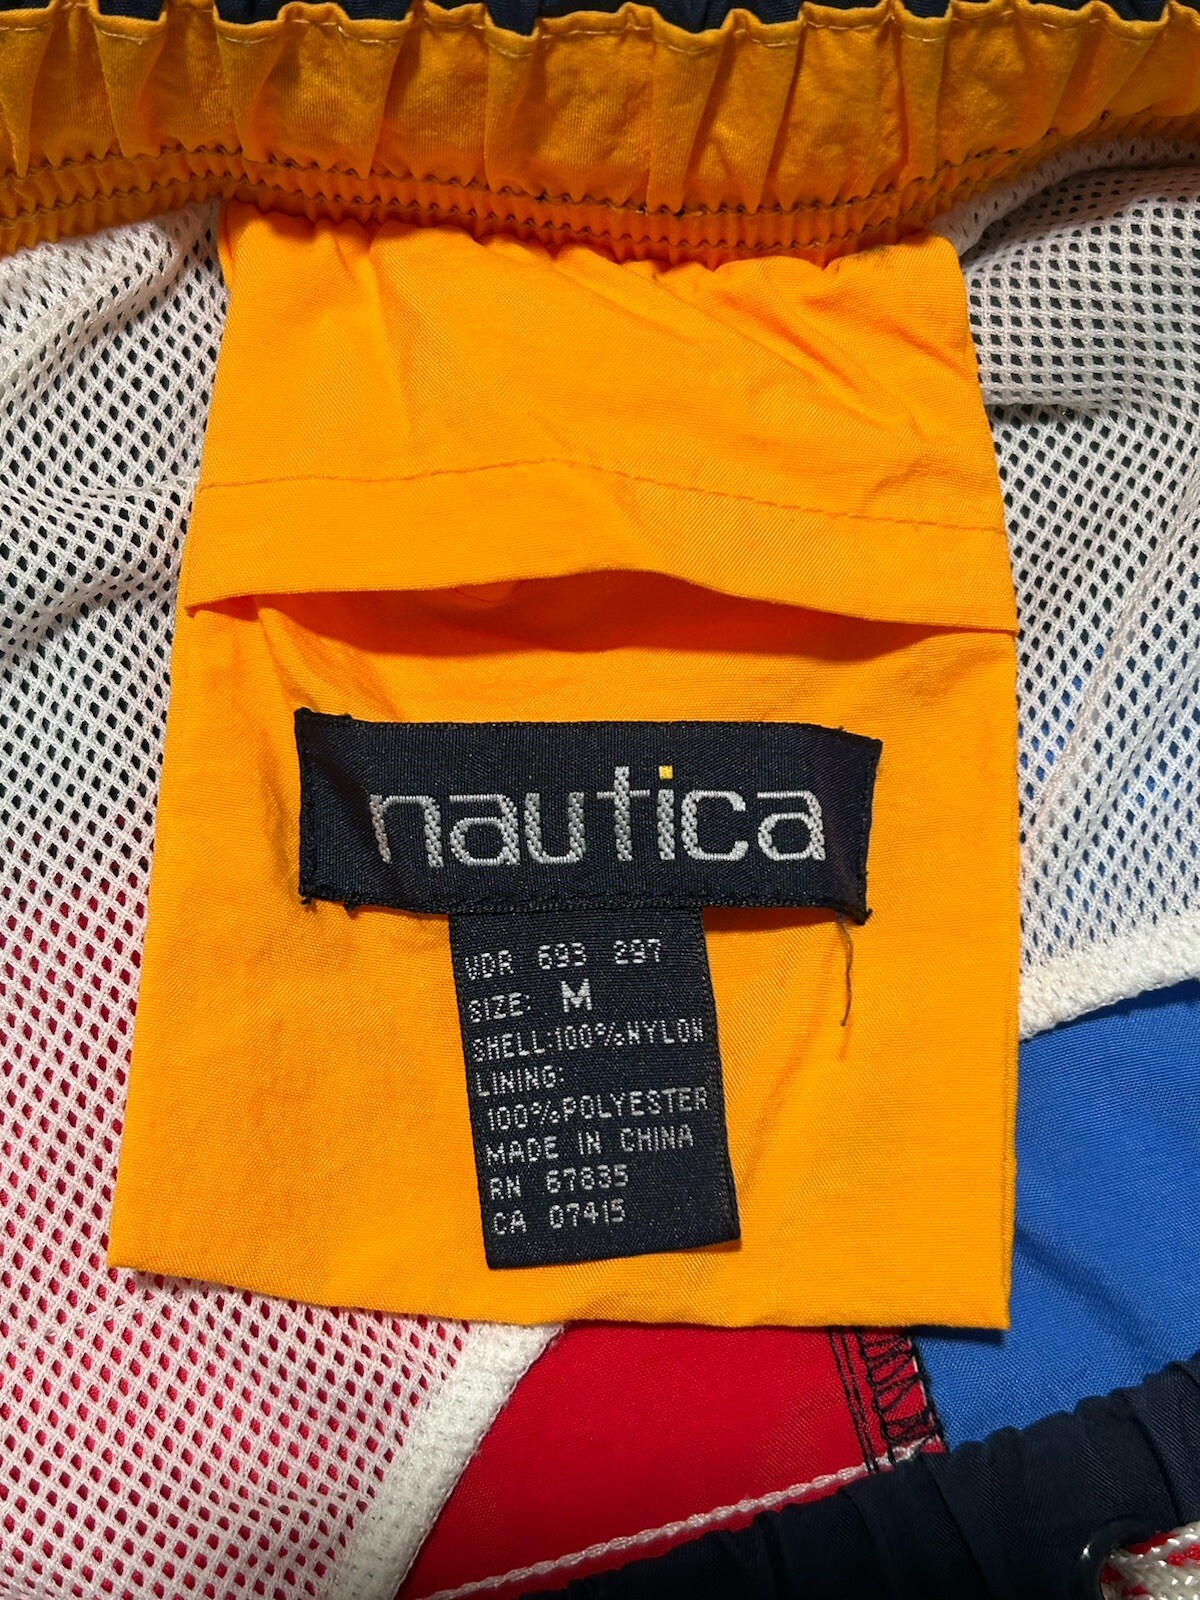 nautica
VDR 693 297
SIZE: M
SHELL:100%NYLON
LINING:
100%POLYESTER
MADE IN CHINA
RN 67835
CA 07415